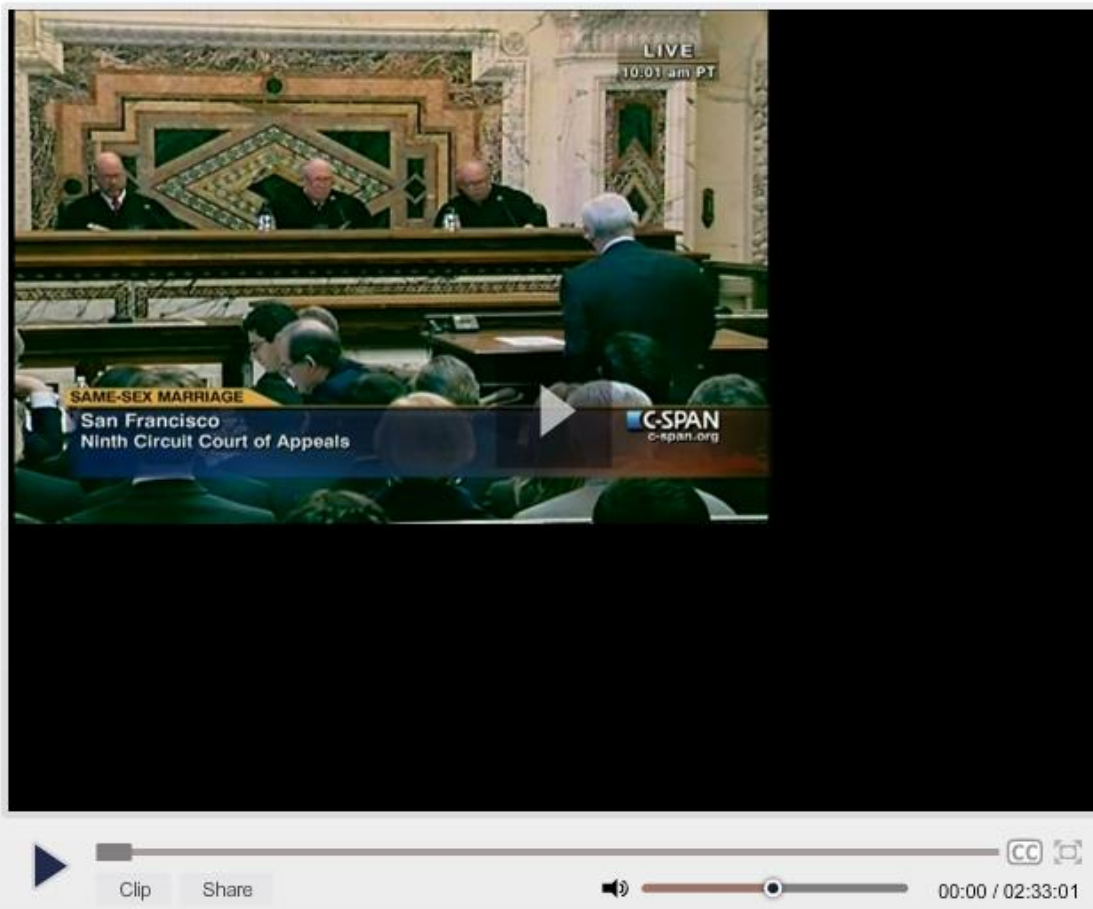 LIVE
10:01 am PT
SAME-SEX MARRIAGE
San Francisco
Ninth Circuit Court of Appeals
C-SPAN
c-span.org
CC
Clip
Share
00:00 / 02:33:01